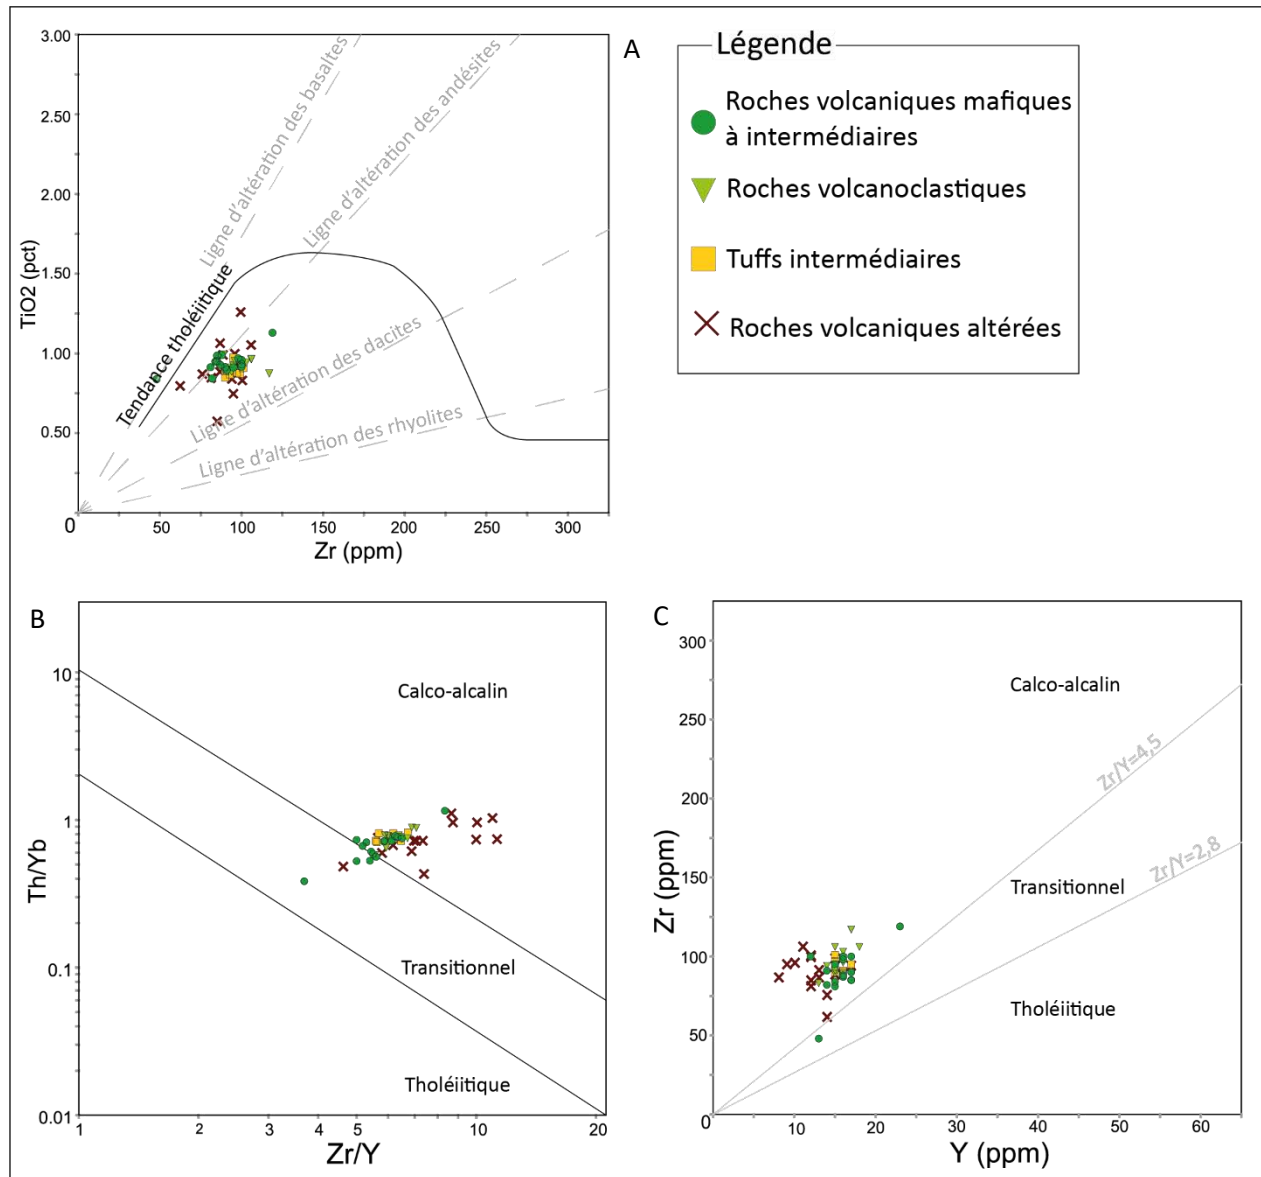 A
3.00
2.50
2.00
1.50
1.00
0.50
0
50
100
150
200
250
300
TiO2 (pct)
Zr (ppm)
Ligne d'altération des basaltes
Ligne d'altération des andésites
Tendance tholéiitique
Ligne d'altération des dacites
Ligne d'altération des rhyolites
Légende
Roches volcaniques mafiques
à intermédiaires
Roches volcanoclastiques
Tuffs intermédiaires
Roches volcaniques altérées
B
10
1
0.1
0.01
1
2
3
4
5
10
20
Th/Yb
Zr/Y
Calco-alcalin
Transitionnel
Tholéiitique
C
300
250
200
150
100
50
0
10
20
30
40
50
60
Zr (ppm)
Y (ppm)
Calco-alcalin
Zr/Y=4,5
Zr/Y=2,8
Transitionnel
Tholéiitique